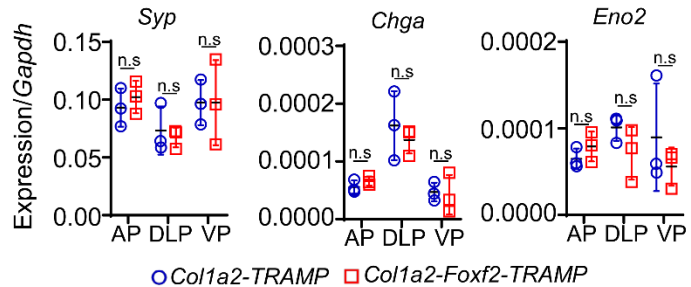 Syp
Chga
Eno2
Expression/Gapdh
0.15
0.10
0.05
0.00
n.s
n.s
n.s
AP DLP VP
0.0003
0.0002
0.0001
0.0000
n.s
n.s
n.s
AP DLP VP
0.0002
0.0001
0.0000
n.s
n.s
n.s
AP DLP VP
Col1a2-TRAMP Col1a2-Foxf2-TRAMP